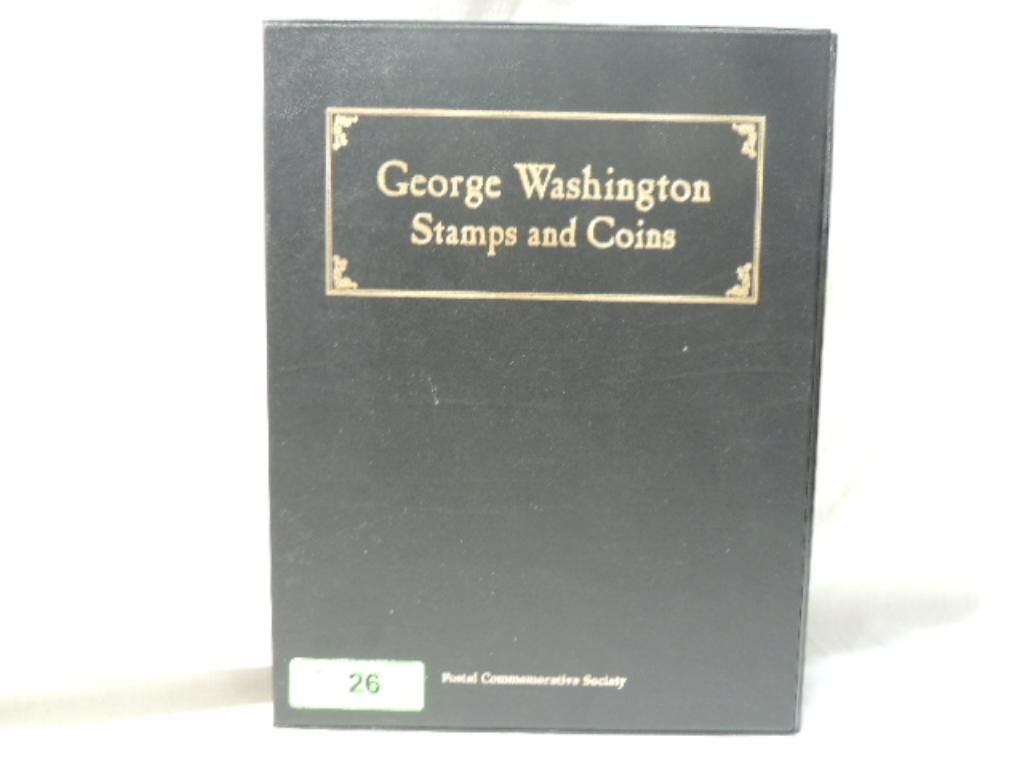 George Washington
Stamps and Coins
26
Postal Commemorative Society